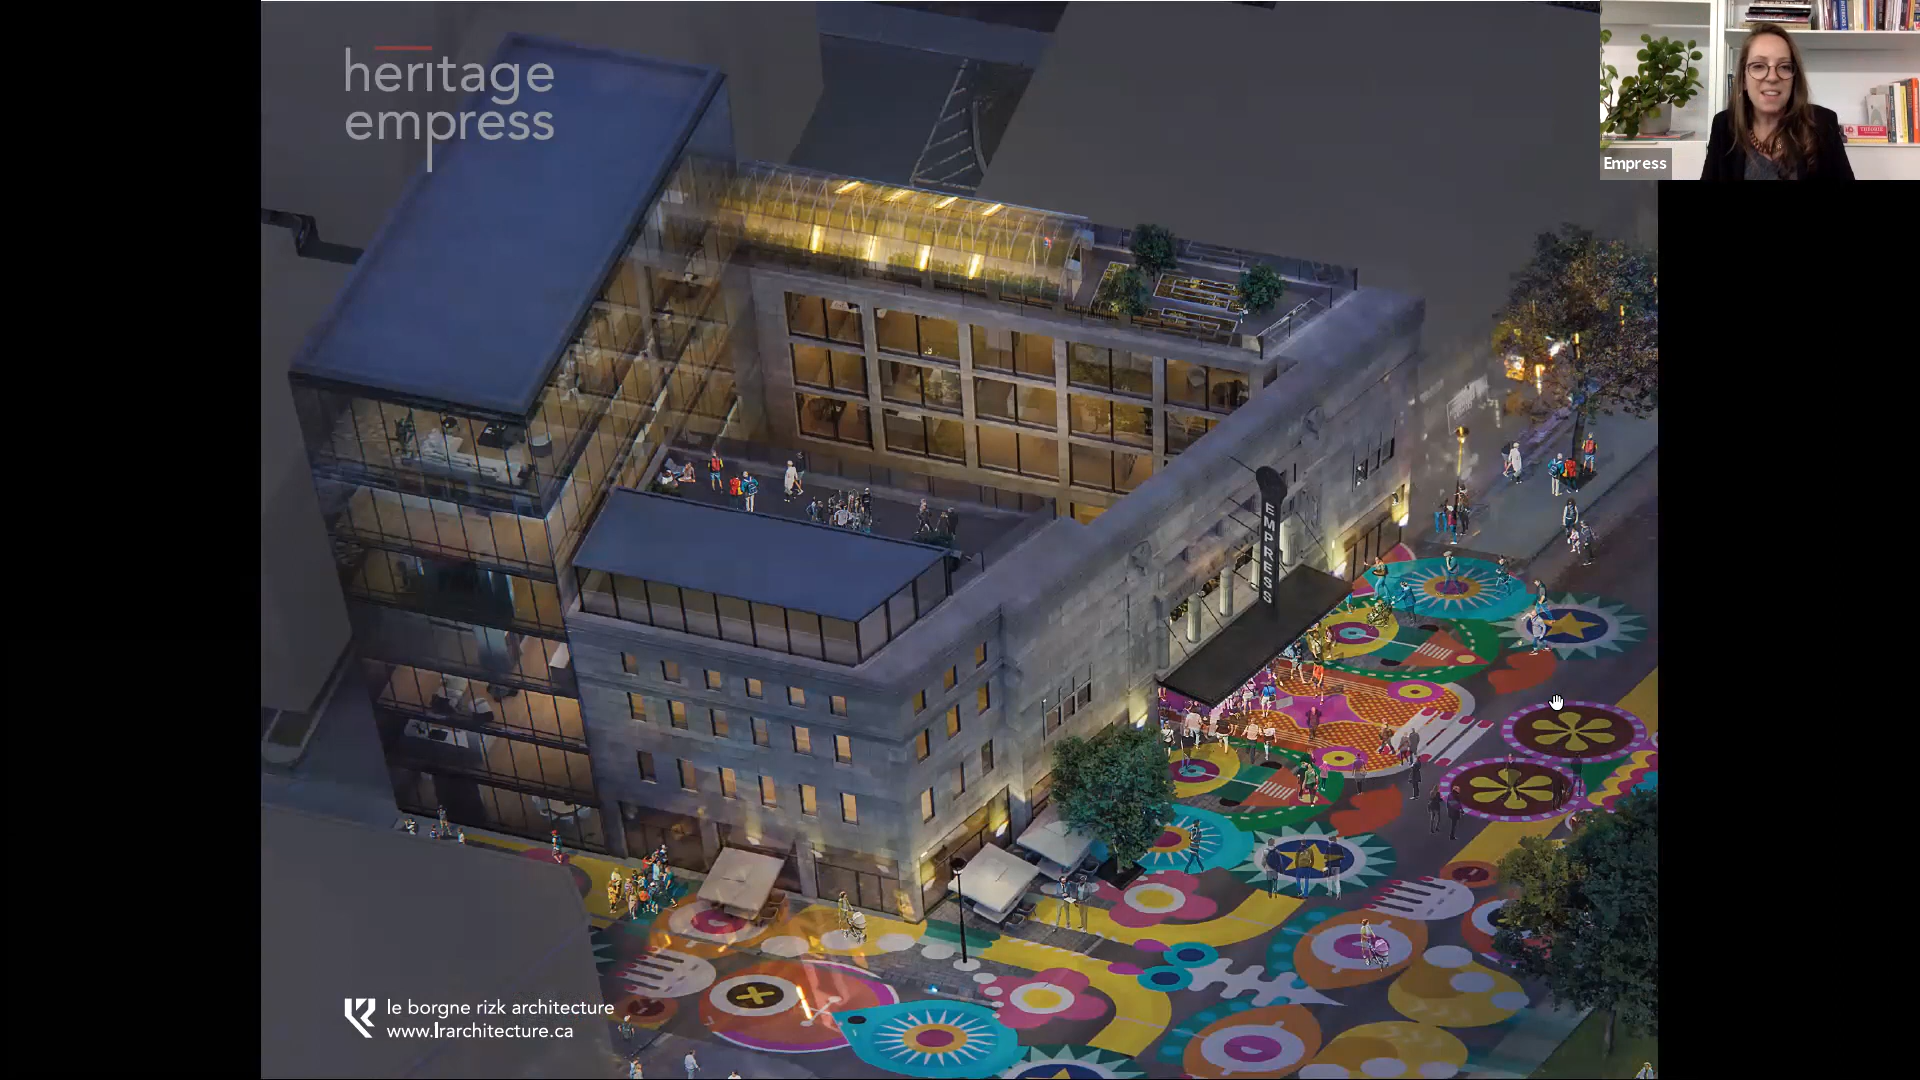 heritage
empress
Empress
EMPRESS
le borgne rizk architecture
www.lrarchitecture.ca